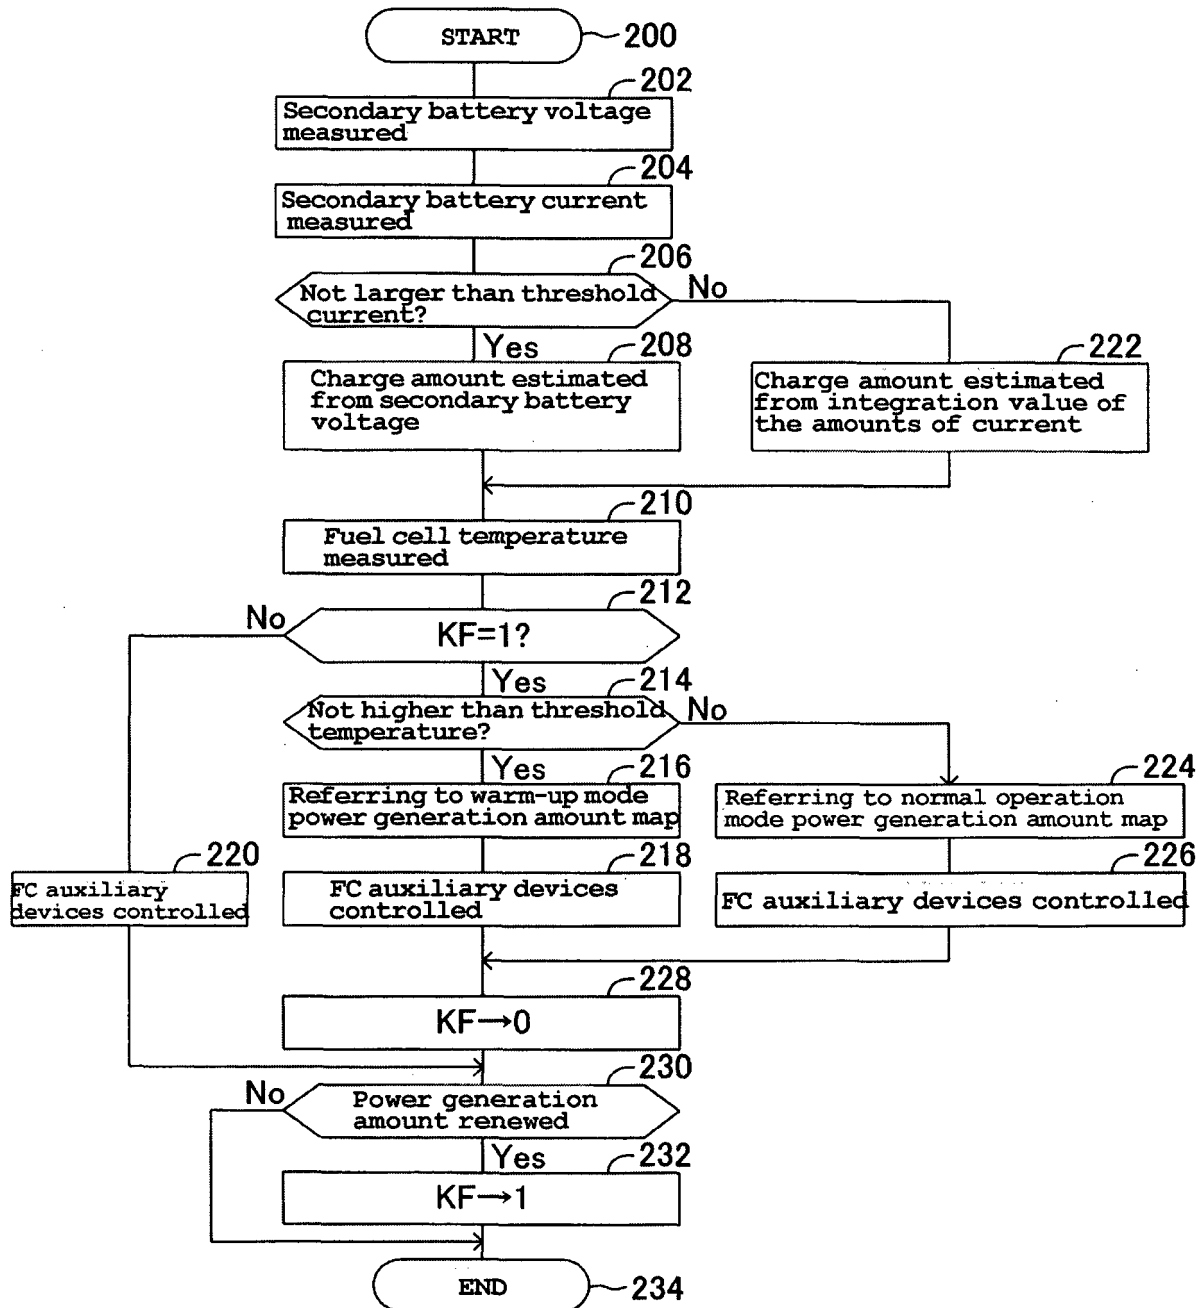 START
200
202
Secondary battery voltage
measured
204
Secondary battery current
measured
206
Not larger than threshold
current?
No
Yes
208
Charge amount estimated
from secondary battery
voltage
222
Charge amount estimated
from integration value of
the amounts of current
210
Fuel cell temperature
measured
212
No
KF=1?
Yes
214
Not higher than threshold
temperature?
No
Yes
216
Referring to warm-up mode
power generation amount map
224
Referring to normal operation
mode power generation amount map
220
FC auxiliary
devices controlled
218
FC auxiliary devices
controlled
226
FC auxiliary devices controlled
228
KF→0
230
No
Power generation
amount renewed
Yes
232
KF→1
END
234